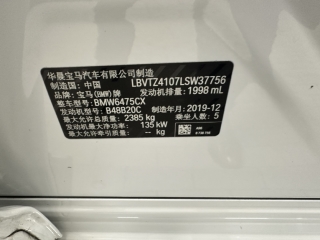 华晨宝马汽车有限公司制造
中国 LBVTZ4107LSW37756
品牌:宝马(BMW)牌 发动机排量:1998 mL
整车型号:BMW6475CX
发动机型号:B48B20C 制造年月:2019-12
最大允许总质量:2385 kg 乘坐人数:5
最大净功率: 135 kW
最大允许牵引质量: — kg